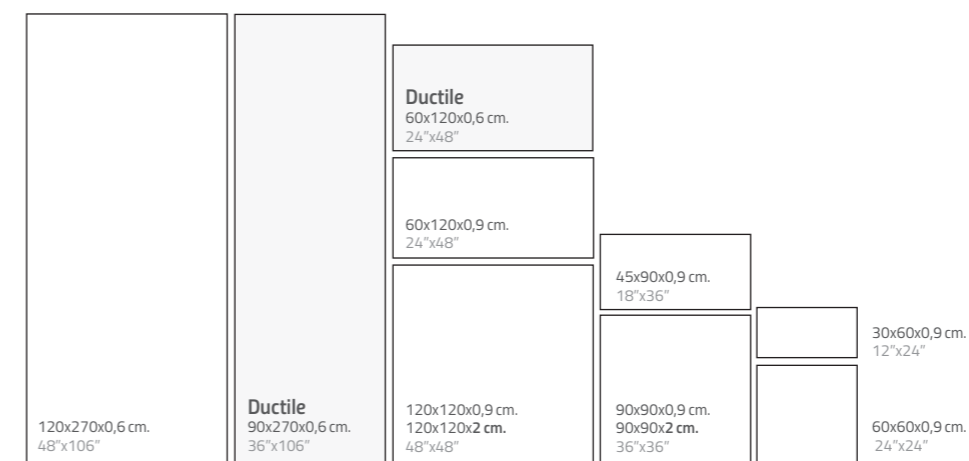 120x270x0,6 cm.
48”x106”
Ductile
90x270x0,6 cm.
36”x106”
Ductile
60x120x0,6 cm.
24”x48”
60x120x0,9 cm.
24”x48”
120x120x0,9 cm.
120x120x2 cm.
48”x48”
45x90x0,9 cm.
18”x36”
90x90x0,9 cm.
90x90x2 cm.
36”x36”
30x60x0,9 cm.
12”x24”
60x60x0,9 cm.
24”x24”